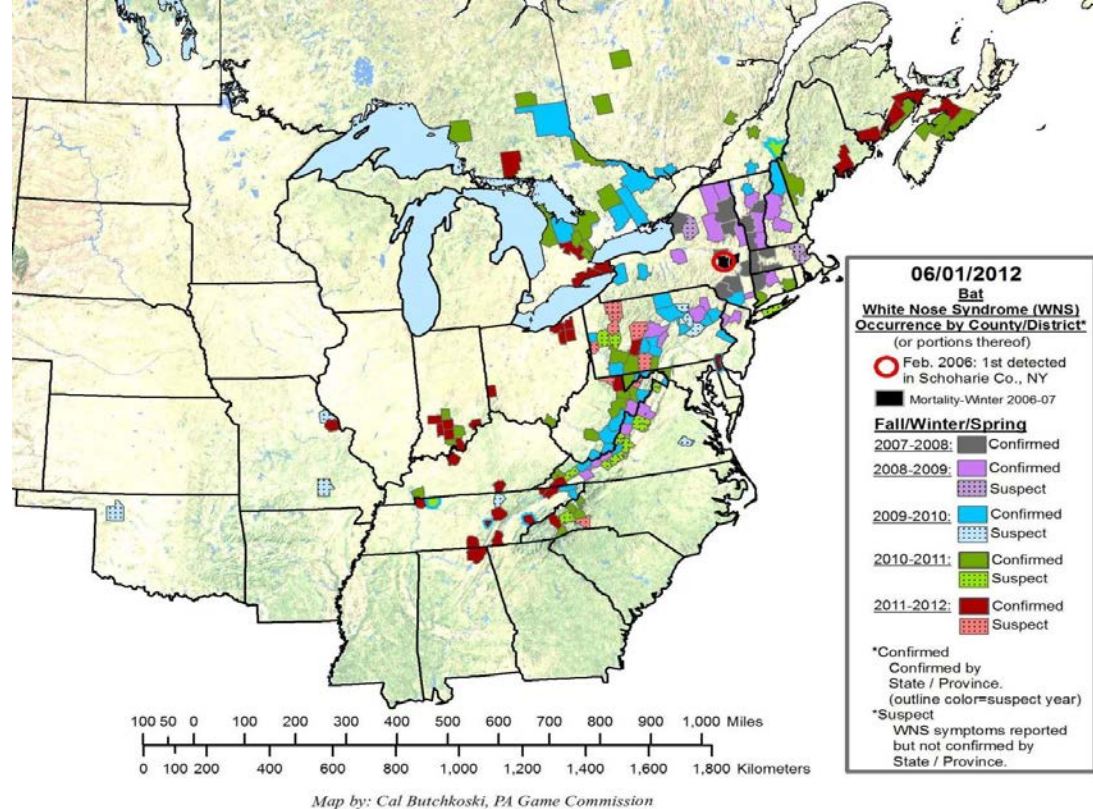 06/01/2012
Bat
White Nose Syndrome (WNS)
Occurrence by County/District*
(or portions thereof)
Feb. 2006: 1st detected
in Schoharie Co., NY
Mortality-Winter 2006-07
Fall/Winter/Spring
2007-2008: Confirmed
2008-2009: Confirmed
Suspect
2009-2010: Confirmed
Suspect
2010-2011: Confirmed
Suspect
2011-2012: Confirmed
Suspect
*Confirmed
Confirmed by
State / Province.
(outline color=suspect year)
*Suspect
WNS symptoms reported
but not confirmed by
State / Province.
100 50 0 100 200 300 400 500 600 700 800 900 1,000 Miles
0 100 200 400 600 800 1,000 1,200 1,400 1,600 1,800 Kilometers
Map by: Cal Butchkoski, PA Game Commission